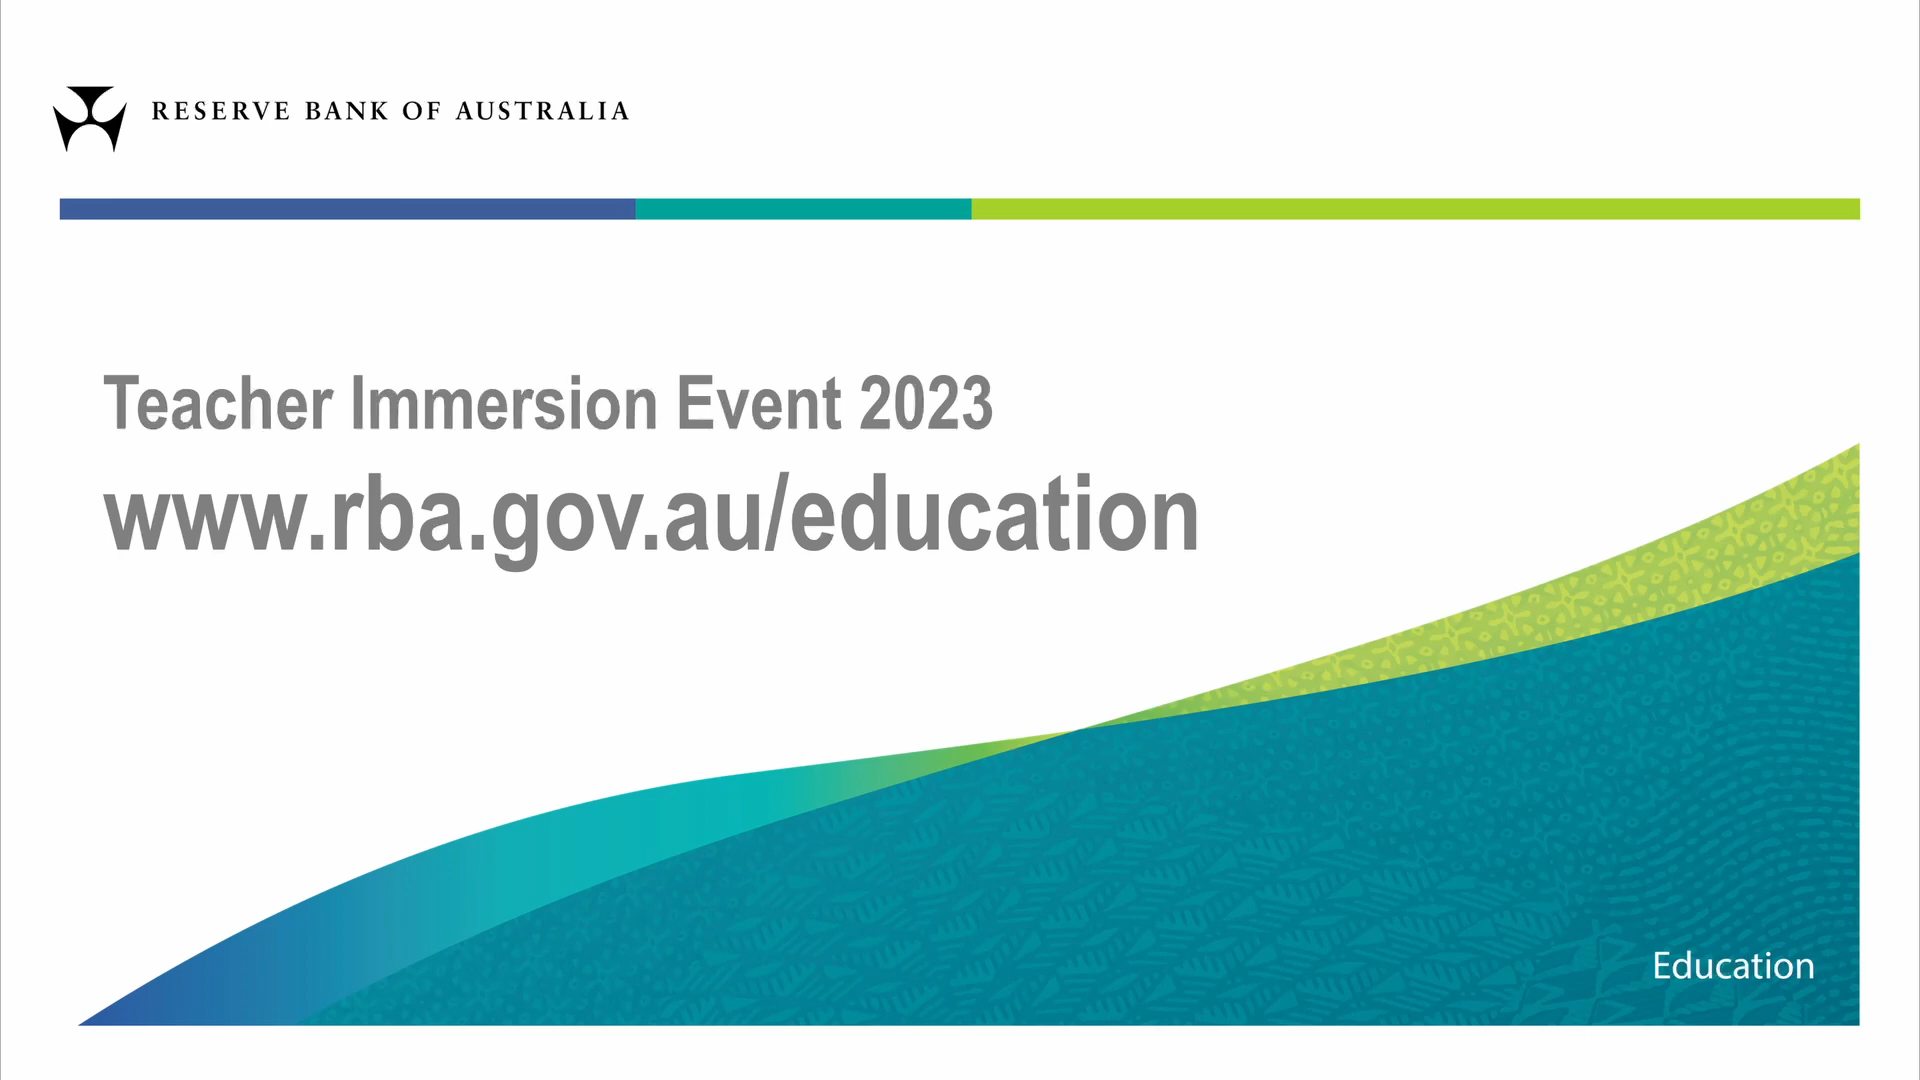 RESERVE BANK OF AUSTRALIA
Teacher Immersion Event 2023
www.rba.gov.au/education
Education